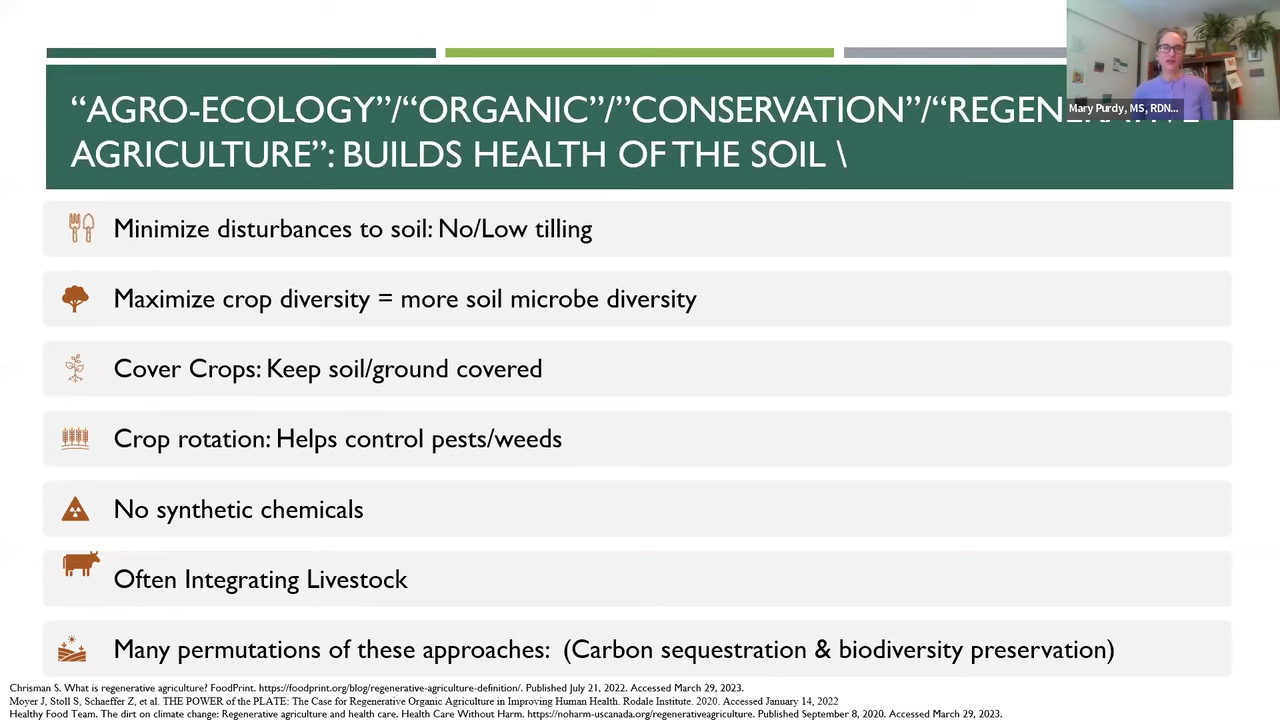 “AGRO-ECOLOGY”/“ORGANIC”/”CONSERVATION”/“REGENERATIVE
AGRICULTURE”: BUILDS HEALTH OF THE SOIL \
Mary Purdy, MS, RDN...
Minimize disturbances to soil: No/Low tilling
Maximize crop diversity = more soil microbe diversity
Cover Crops: Keep soil/ground covered
Crop rotation: Helps control pests/weeds
No synthetic chemicals
Often Integrating Livestock
Many permutations of these approaches:  (Carbon sequestration & biodiversity preservation)
Chrisman S. What is regenerative agriculture? FoodPrint. https://foodprint.org/blog/regenerative-agriculture-definition/. Published July 21, 2022. Accessed March 29, 2023.
Moyer J, Stoll S, Schaeffer Z, et al. THE POWER of the PLATE: The Case for Regenerative Organic Agriculture in Improving Human Health. Rodale Institute. 2020. Accessed January 14, 2022
Healthy Food Team. The dirt on climate change: Regenerative agriculture and health care. Health Care Without Harm. https://noharm-uscanada.org/regenerativeagriculture. Published September 8, 2020. Accessed March 29, 2023.